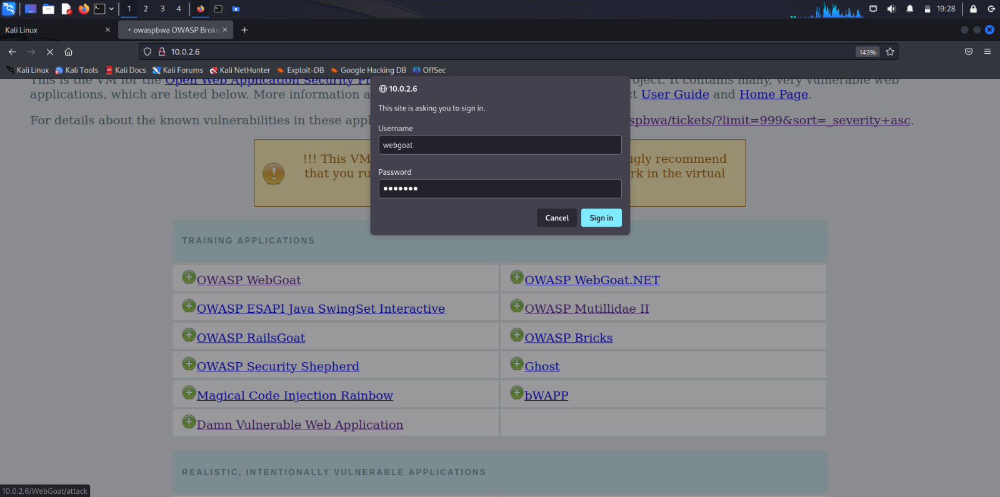 1 2 3 4 19:28
Kali Linux owaspbwa OWASP Broke
10.0.2.6 143%
Kali Linux Kali Tools Kali Docs Kali Forums Kali NetHunter Exploit-DB Google Hacking DB OffSec
This is the VM for the Open Web Application Security Pr oject. It contains many, very vulnerable web
applications, which are listed below. More information a ct User Guide and Home Page.
For details about the known vulnerabilities in these appl spbwa/tickets/?limit=999&sort=_severity+asc.
!!! This VM ngly recommend
that you ru rk in the virtual
10.0.2.6
This site is asking you to sign in.
Username
webgoat
Password
•••••••
Cancel Sign in
TRAINING APPLICATIONS
OWASP WebGoat OWASP WebGoat.NET
OWASP ESAPI Java SwingSet Interactive OWASP Mutillidae II
OWASP RailsGoat OWASP Bricks
OWASP Security Shepherd Ghost
Magical Code Injection Rainbow bWAPP
Damn Vulnerable Web Application
REALISTIC, INTENTIONALLY VULNERABLE APPLICATIONS
10.0.2.6/WebGoat/attack